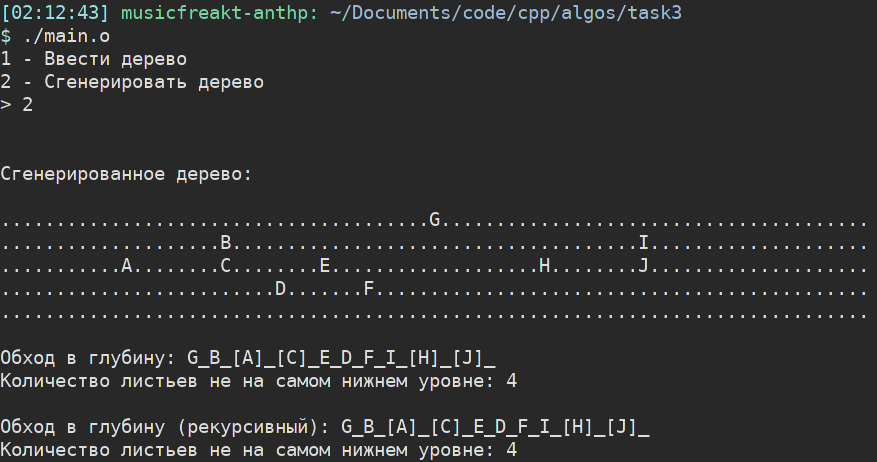 [02:12:43] musicfreakt-anthp: ~/Documents/code/cpp/algos/task3
$ ./main.o
1 - Ввести дерево
2 - Сгенерировать дерево
> 2
Сгенерированное дерево:
.......................................G.......................................
....................B.....................................I....................
...........A........C........E...................H........J....................
.........................D.......F.............................................
...............................................................................
Обход в глубину: G_B_[A]_[C]_E_D_F_I_[H]_[J]_
Количество листьев не на самом нижнем уровне: 4
Обход в глубину (рекурсивный): G_B_[A]_[C]_E_D_F_I_[H]_[J]_
Количество листьев не на самом нижнем уровне: 4